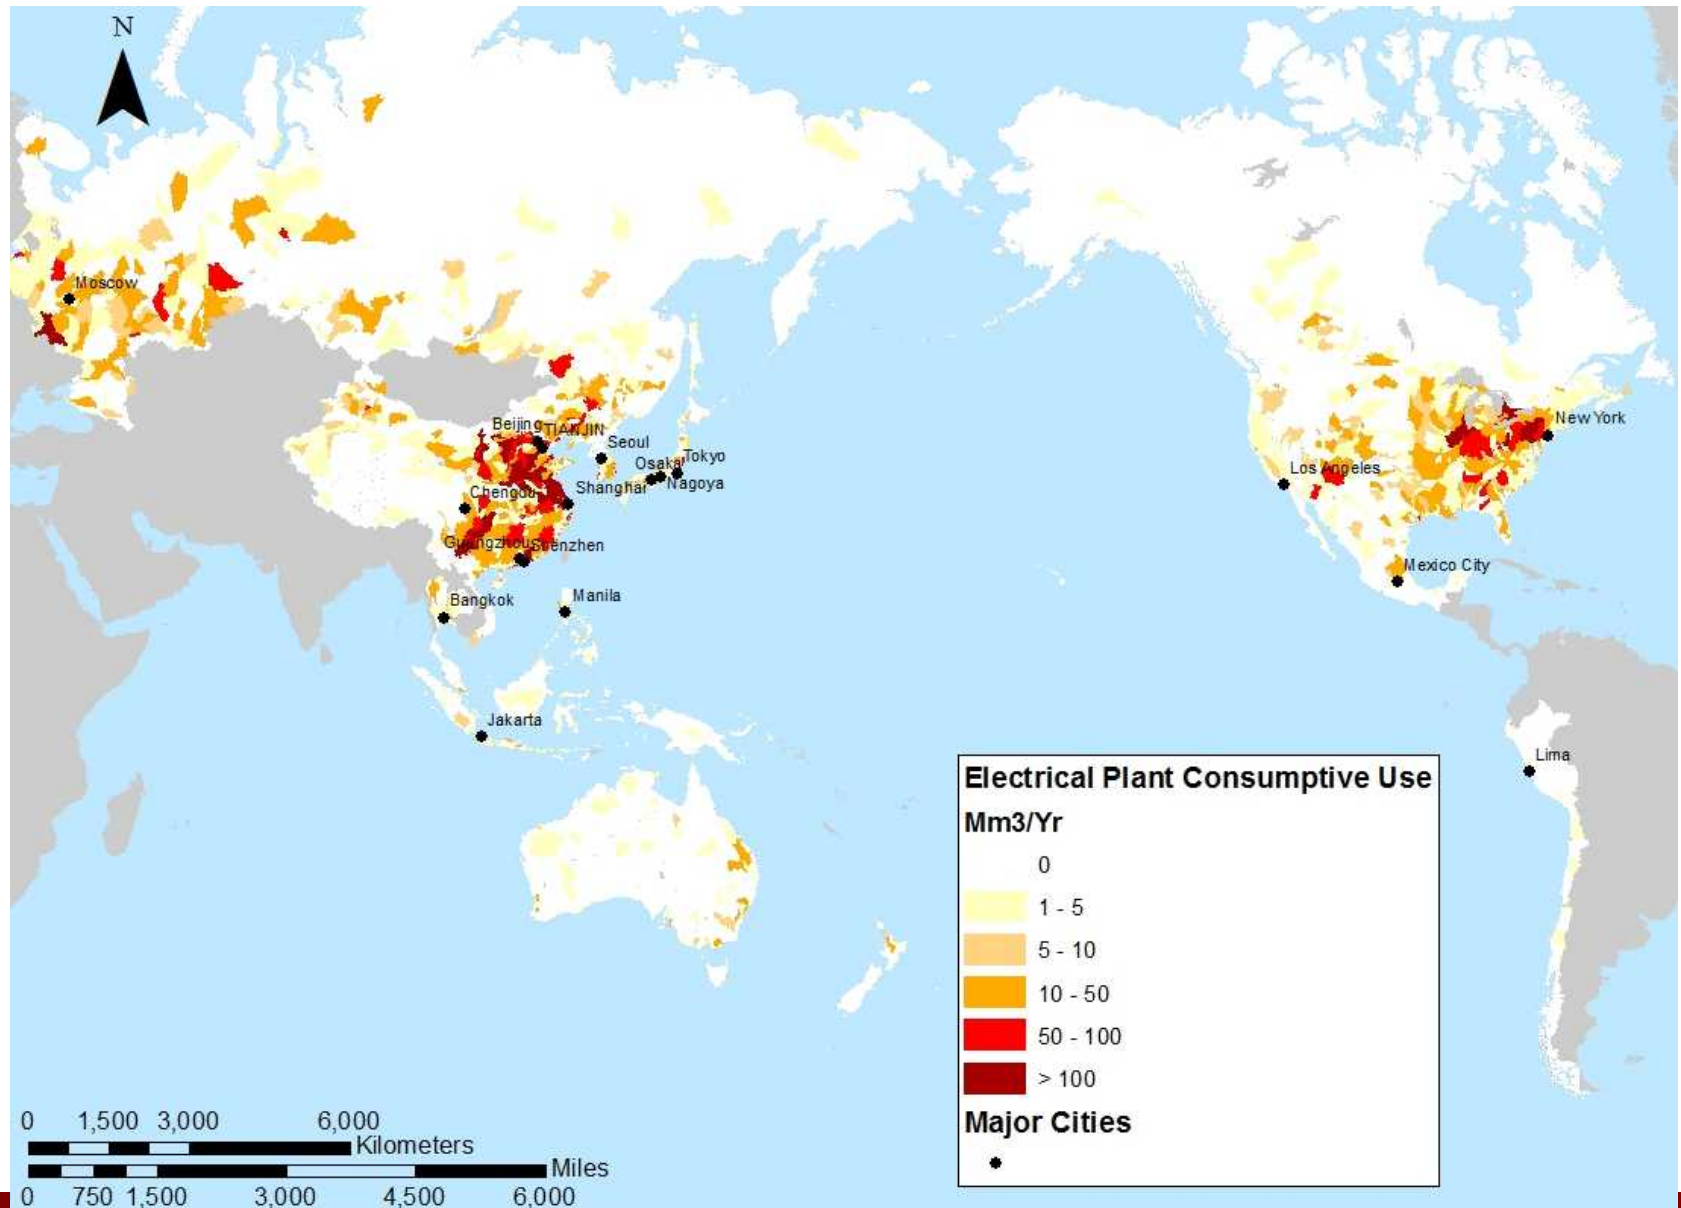 N
Moscow
Beijing
TIANJIN
Seoul
Tokyo
Osaka
Nagoya
Shanghai
Chengdu
Guangzhou
Shenzhen
Bangkok
Manila
Jakarta
New York
Los Angeles
Mexico City
Lima
Electrical Plant Consumptive Use
Mm3/Yr
0
1 - 5
5 - 10
10 - 50
50 - 100
> 100
Major Cities
0 1,500 3,000 6,000
Kilometers
Miles
0 750 1,500 3,000 4,500 6,000